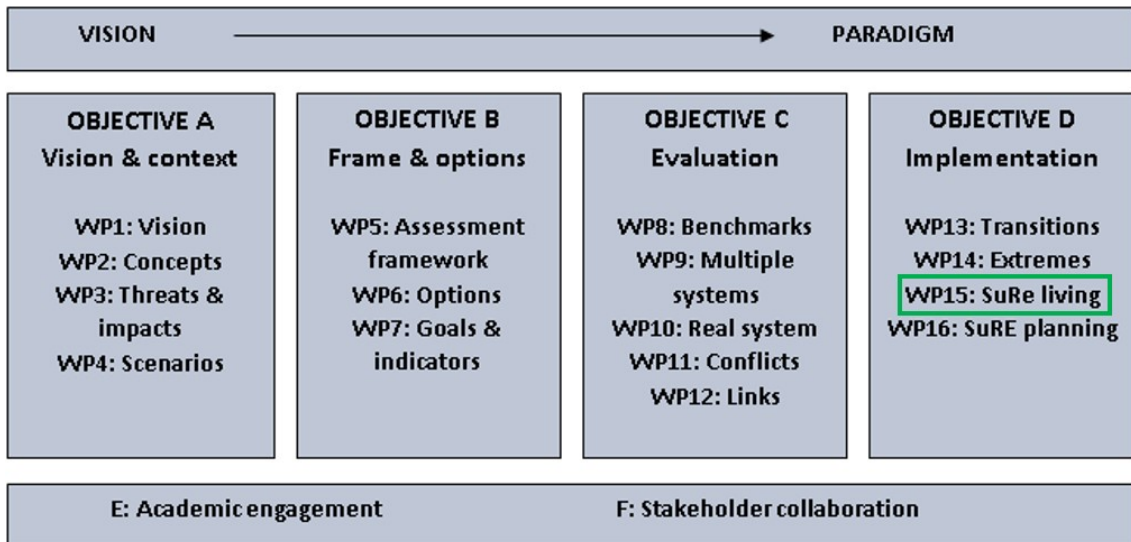 VISION PARADIGM
OBJECTIVE A
Vision & context
WP1: Vision
WP2: Concepts
WP3: Threats &
impacts
WP4: Scenarios
OBJECTIVE B
Frame & options
WP5: Assessment
framework
WP6: Options
WP7: Goals &
indicators
OBJECTIVE C
Evaluation
WP8: Benchmarks
WP9: Multiple
systems
WP10: Real system
WP11: Conflicts
WP12: Links
OBJECTIVE D
Implementation
WP13: Transitions
WP14: Extremes
WP15: SuRe living
WP16: SuRE planning
E: Academic engagement F: Stakeholder collaboration